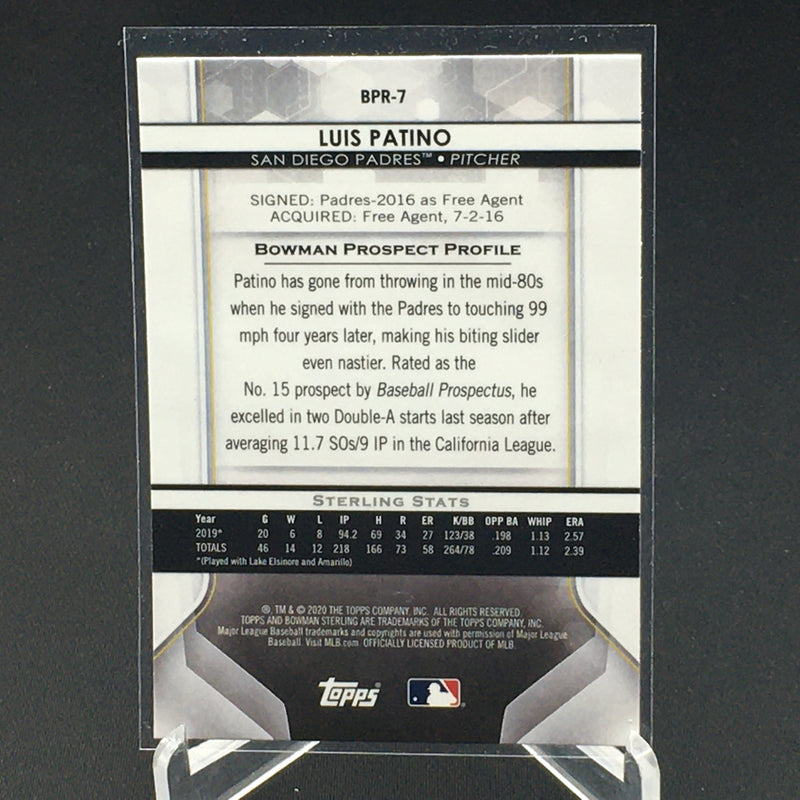 BPR-7
LUIS PATINO
SAN DIEGO PADRES™ • PITCHER
SIGNED: Padres-2016 as Free Agent
ACQUIRED: Free Agent, 7-2-16
BOWMAN PROSPECT PROFILE
Patino has gone from throwing in the mid-80s
when he signed with the Padres to touching 99
mph four years later, making his biting slider
even nastier. Rated as the
No. 15 prospect by Baseball Prospectus, he
excelled in two Double-A starts last season after
averaging 11.7 SOs/9 IP in the California League.
STERLING STATS
Year G W L IP H R ER K/BB OPP BA WHIP ERA
2019* 20 6 8 94.2 69 34 27 123/38 .198 1.13 2.57
TOTALS 46 14 12 218 166 73 58 264/78 .209 1.12 2.39
*(Played with Lake Elsinore and Amarillo)
®, TM & © 2020 THE TOPPS COMPANY, INC. ALL RIGHTS RESERVED.
TOPPS AND BOWMAN STERLING ARE TRADEMARKS OF THE TOPPS COMPANY, INC.
Major League Baseball trademarks and copyrights are used with permission of Major League
Baseball. Visit MLB.com. OFFICIALLY LICENSED PRODUCT OF MLB.
Topps®